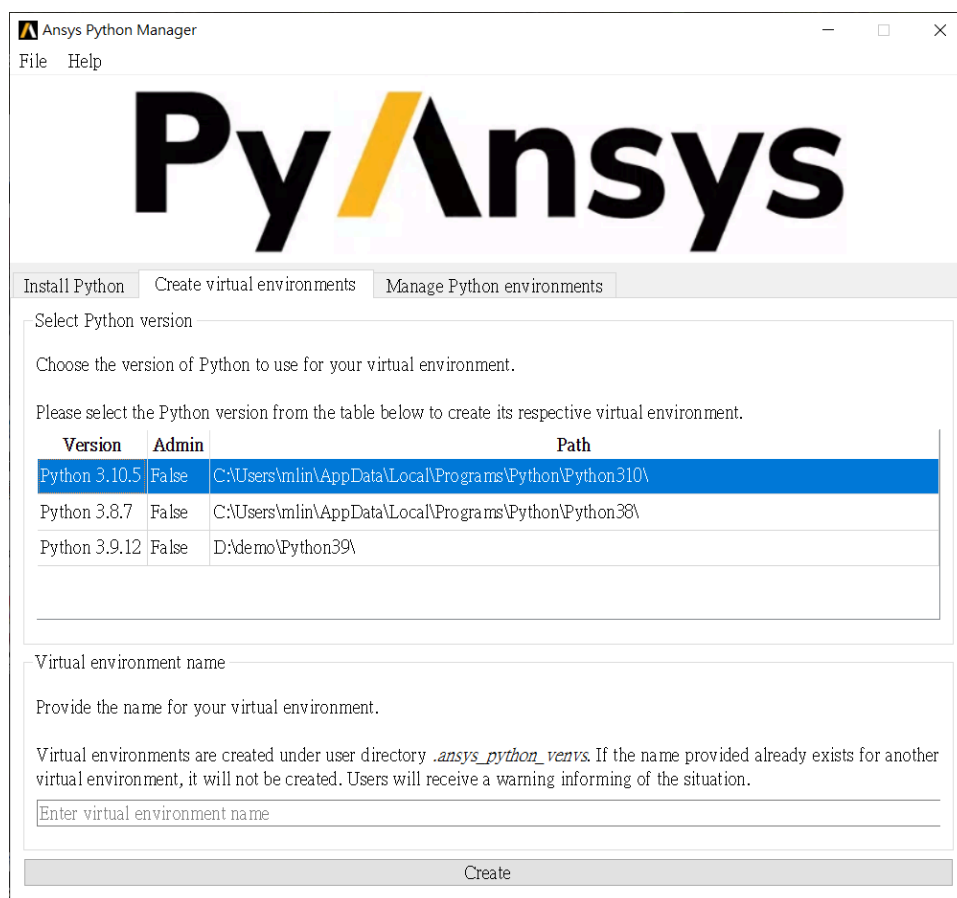 Ansys Python Manager
File Help
PyAnsys
Install Python Create virtual environments Manage Python environments
Select Python version
Choose the version of Python to use for your virtual environment.
Please select the Python version from the table below to create its respective virtual environment.
Version Admin Path
Python 3.10.5 False C:\Users\mlin\AppData\Local\Programs\Python\Python310\
Python 3.8.7 False C:\Users\mlin\AppData\Local\Programs\Python\Python38\
Python 3.9.12 False D:\demo\Python39\
Virtual environment name
Provide the name for your virtual environment.
Virtual environments are created under user directory .ansys_python_venvs. If the name provided already exists for another
virtual environment, it will not be created. Users will receive a warning informing of the situation.
Enter virtual environment name
Create